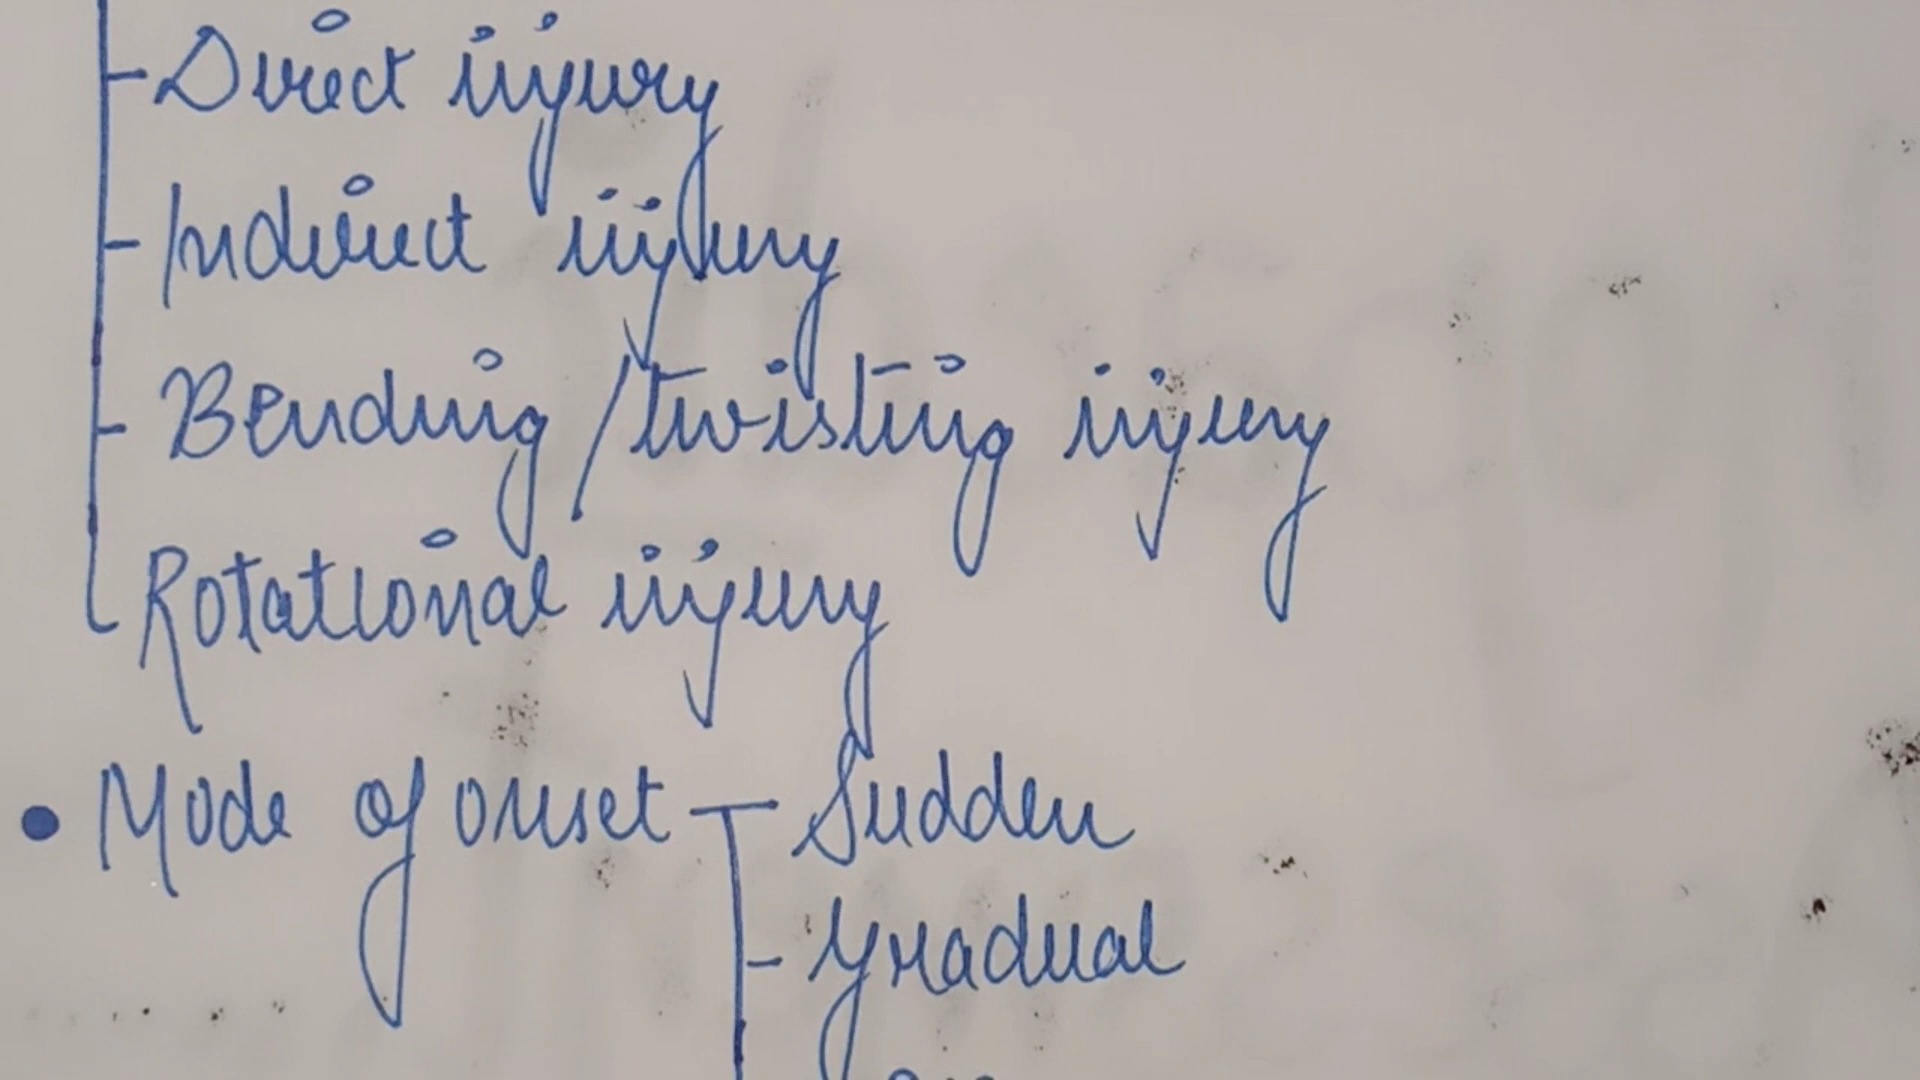 - Direct injury
- Indirect injury
- Bending / twisting injury
Rotational injury
• Mode of onset - Sudden
- Gradual